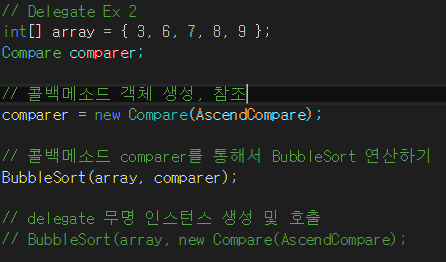 // Delegate Ex 2
int[] array = { 3, 6, 7, 8, 9 };
Compare comparer;
// 콜백메소드 객체 생성, 참조
comparer = new Compare(AscendCompare);
// 콜백메소드 comparer를 통해서 BubbleSort 연산하기
BubbleSort(array, comparer);
// delegate 무명 인스턴스 생성 및 호출
// BubbleSort(array, new Compare(AscendCompare);